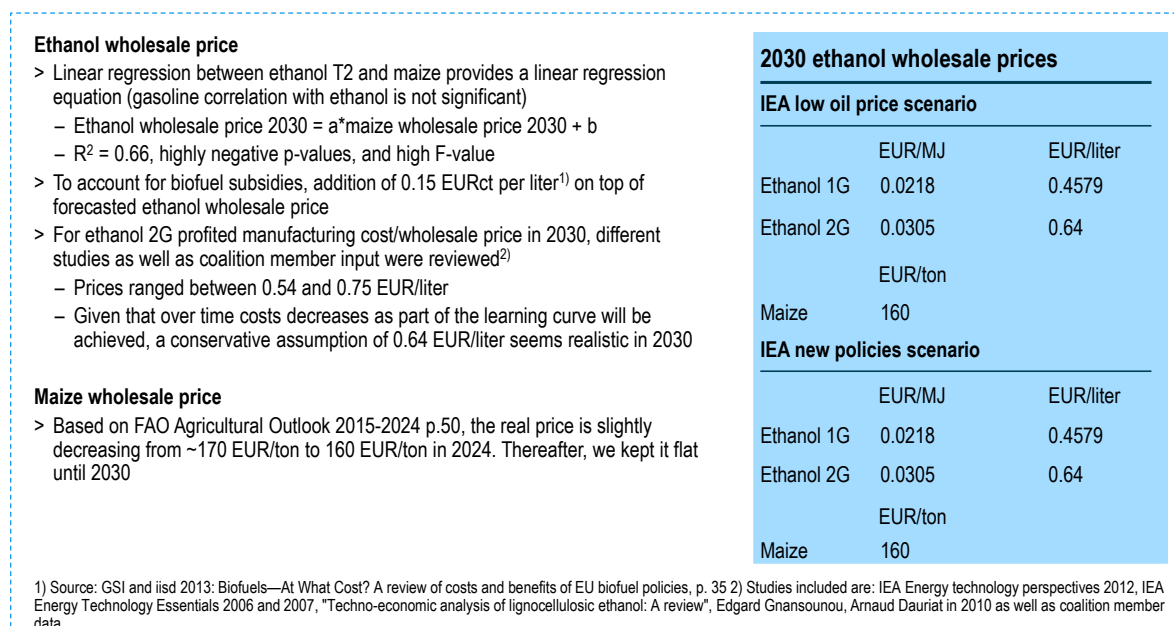 Ethanol wholesale price
> Linear regression between ethanol T2 and maize provides a linear regression
equation (gasoline correlation with ethanol is not significant)
– Ethanol wholesale price 2030 = a*maize wholesale price 2030 + b
– R² = 0.66, highly negative p-values, and high F-value
> To account for biofuel subsidies, addition of 0.15 EURct per liter¹⁾ on top of
forecasted ethanol wholesale price
> For ethanol 2G profited manufacturing cost/wholesale price in 2030, different
studies as well as coalition member input were reviewed²⁾
– Prices ranged between 0.54 and 0.75 EUR/liter
– Given that over time costs decreases as part of the learning curve will be
achieved, a conservative assumption of 0.64 EUR/liter seems realistic in 2030
Maize wholesale price
> Based on FAO Agricultural Outlook 2015-2024 p.50, the real price is slightly
decreasing from ~170 EUR/ton to 160 EUR/ton in 2024. Thereafter, we kept it flat
until 2030
2030 ethanol wholesale prices
IEA low oil price scenario
EUR/MJ EUR/liter
Ethanol 1G 0.0218 0.4579
Ethanol 2G 0.0305 0.64
EUR/ton
Maize 160
IEA new policies scenario
EUR/MJ EUR/liter
Ethanol 1G 0.0218 0.4579
Ethanol 2G 0.0305 0.64
EUR/ton
Maize 160
1) Source: GSI and iisd 2013: Biofuels—At What Cost? A review of costs and benefits of EU biofuel policies, p. 35 2) Studies included are: IEA Energy technology perspectives 2012, IEA
Energy Technology Essentials 2006 and 2007, "Techno-economic analysis of lignocellulosic ethanol: A review", Edgard Gnansounou, Arnaud Dauriat in 2010 as well as coalition member
data